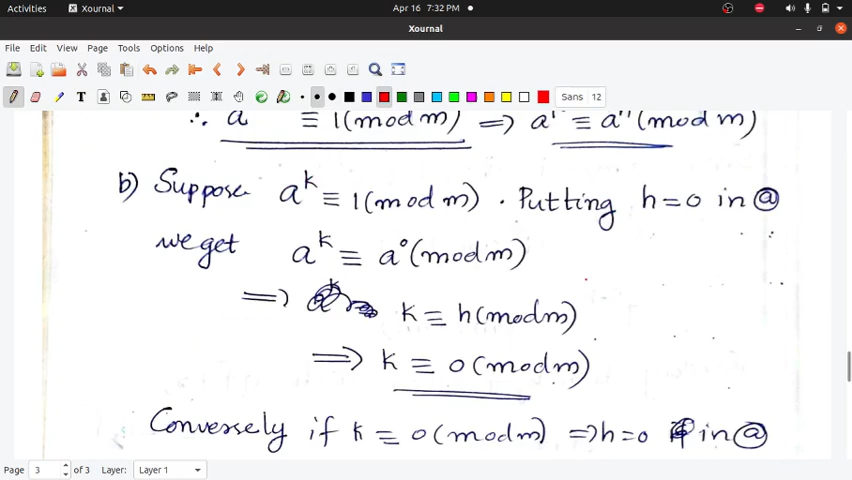 Activities Xournal Apr 16 7:32 PM
Xournal
File Edit View Page Tools Options Help
Sans 12
∴ a ≡ 1(mod m) ⇒ a ≡ a (mod m)
b) Suppose a^k ≡ 1(mod m). Putting h=0 in ⓐ
we get a^k ≡ a^0(mod m)
⇒ k ≡ h(mod m)
⇒ k ≡ 0(mod m)
Conversely if k ≡ 0(mod m) ⇒ h=0 in ⓐ
Page 3 of 3 Layer: Layer 1